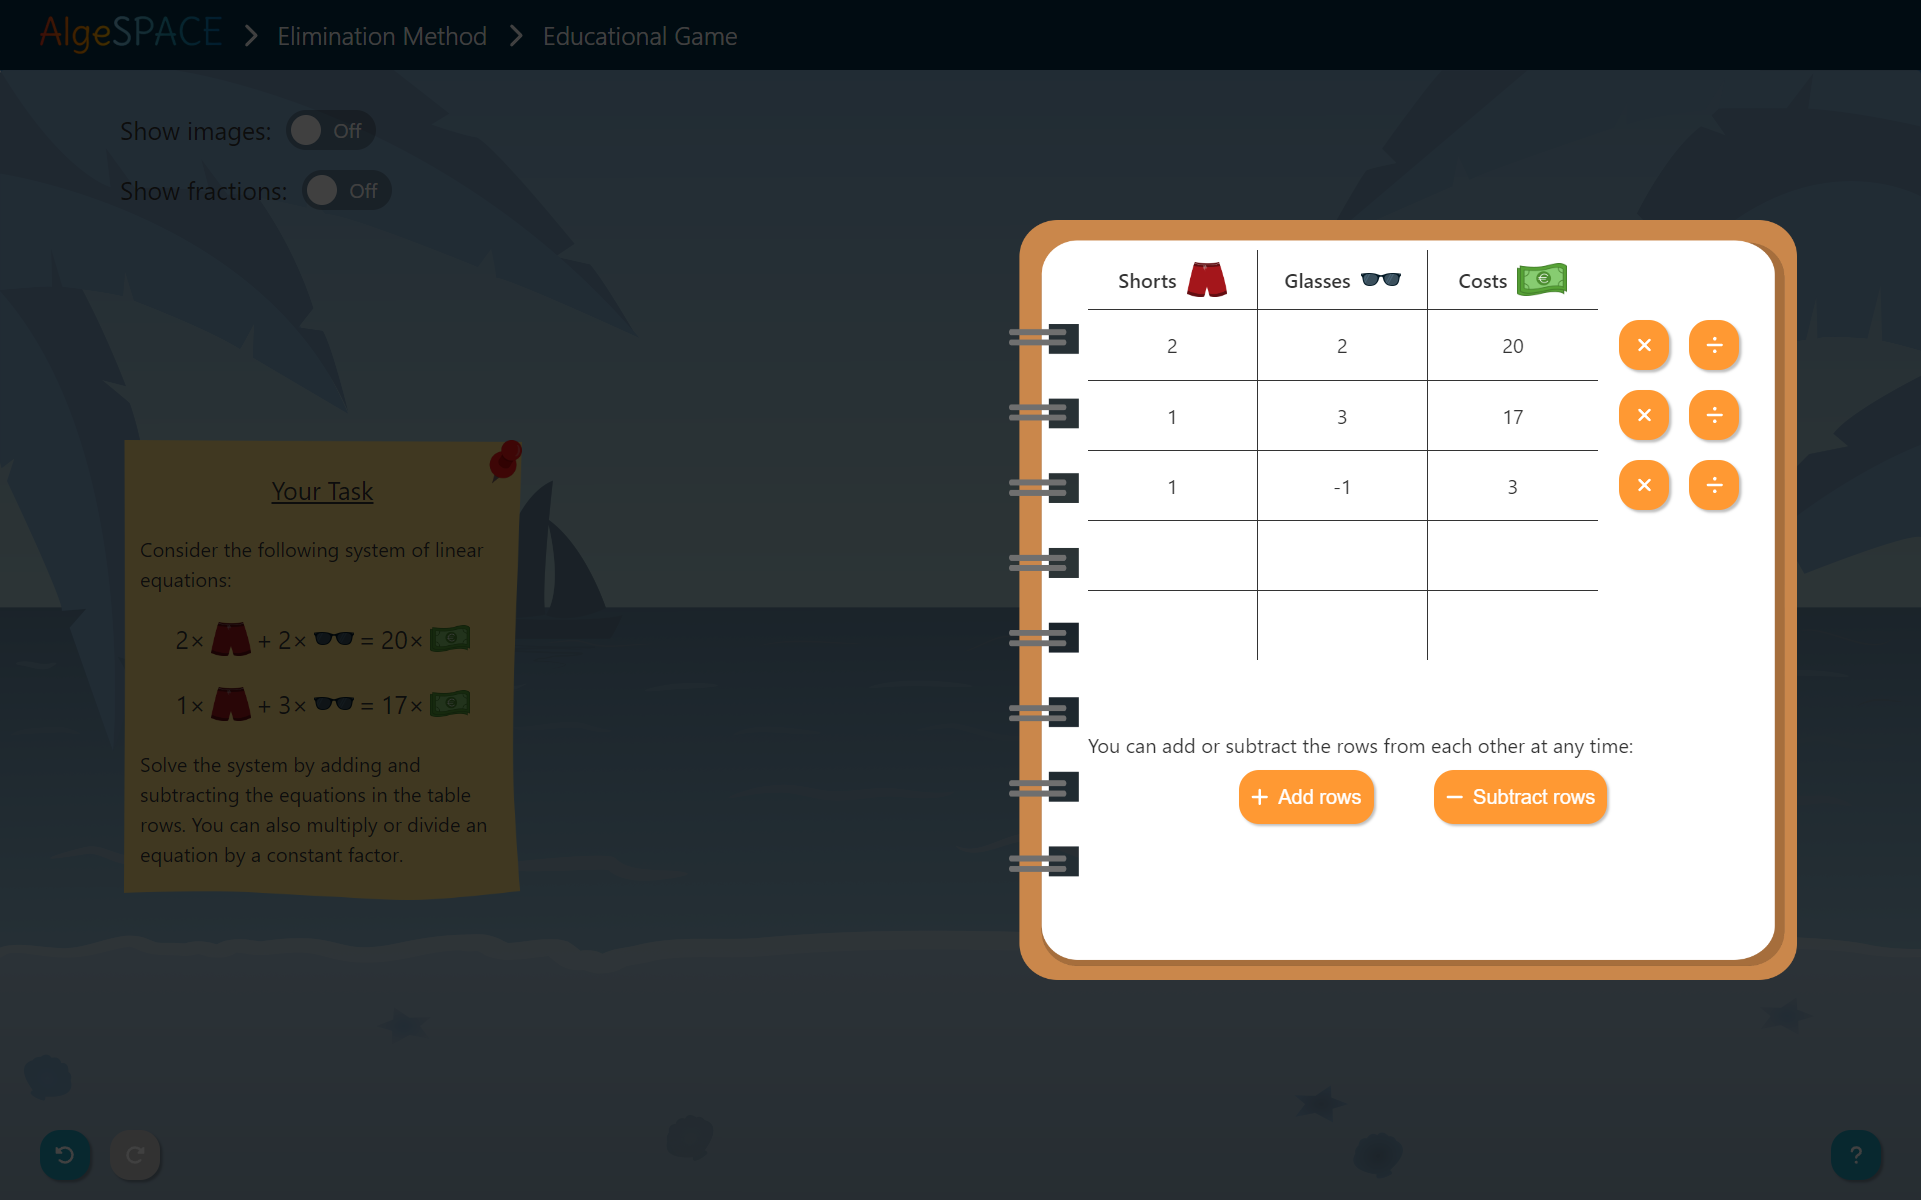 AlgeSPACE > Elimination Method > Educational Game
Show images: Off
Show fractions: Off
Your Task
Consider the following system of linear
equations:
2× + 2× = 20×
1× + 3× = 17×
Solve the system by adding and
subtracting the equations in the table
rows. You can also multiply or divide an
equation by a constant factor.
Shorts Glasses Costs
2 2 20 × ÷
1 3 17 × ÷
1 -1 3 × ÷
You can add or subtract the rows from each other at any time:
+ Add rows − Subtract rows
?